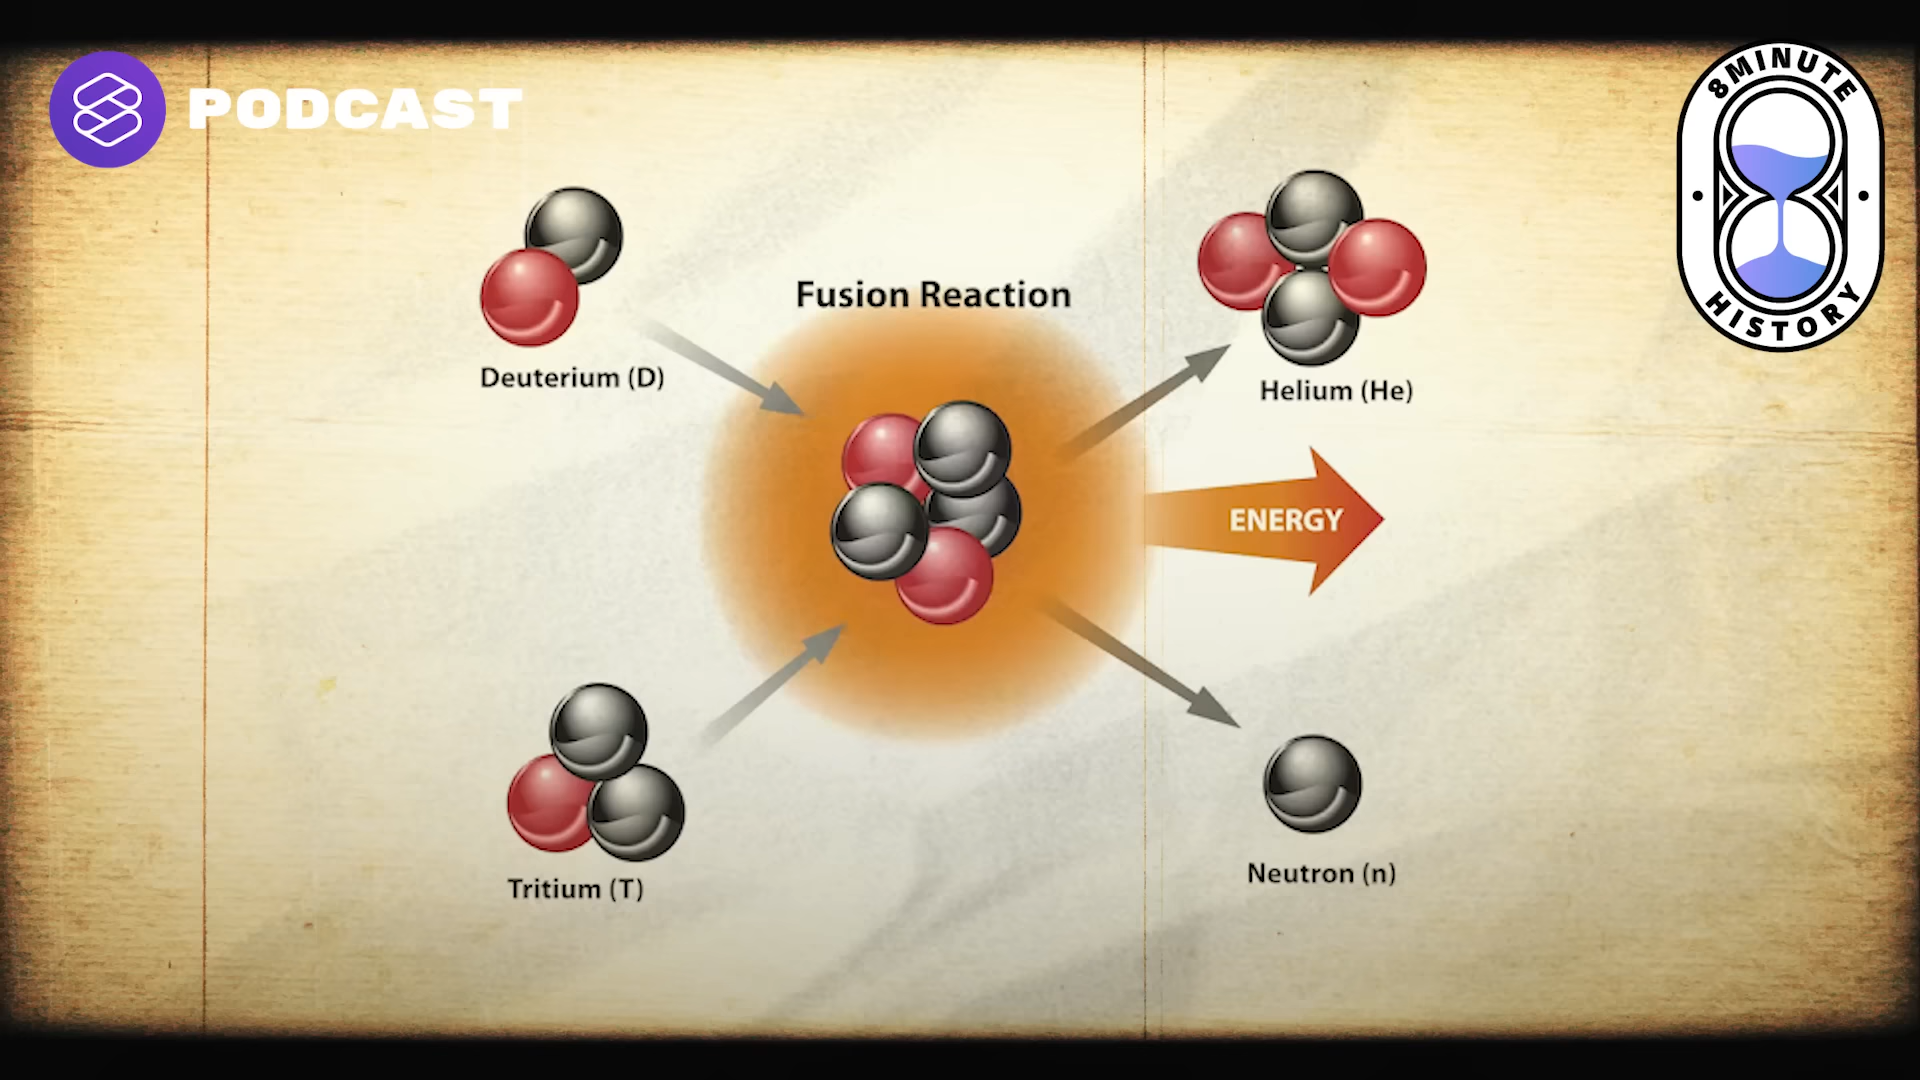 PODCAST
8MINUTE
HISTORY
Fusion Reaction
Deuterium (D)
Helium (He)
ENERGY
Tritium (T)
Neutron (n)